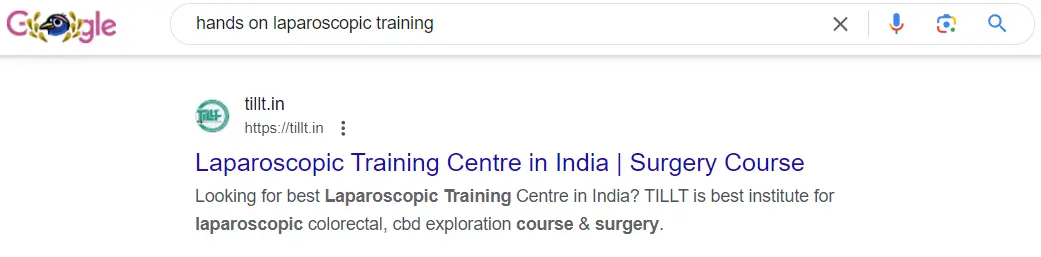 Google
hands on laparoscopic training
TILLT
tillt.in
https://tillt.in
Laparoscopic Training Centre in India | Surgery Course
Looking for best Laparoscopic Training Centre in India? TILLT is best institute for
laparoscopic colorectal, cbd exploration course & surgery.